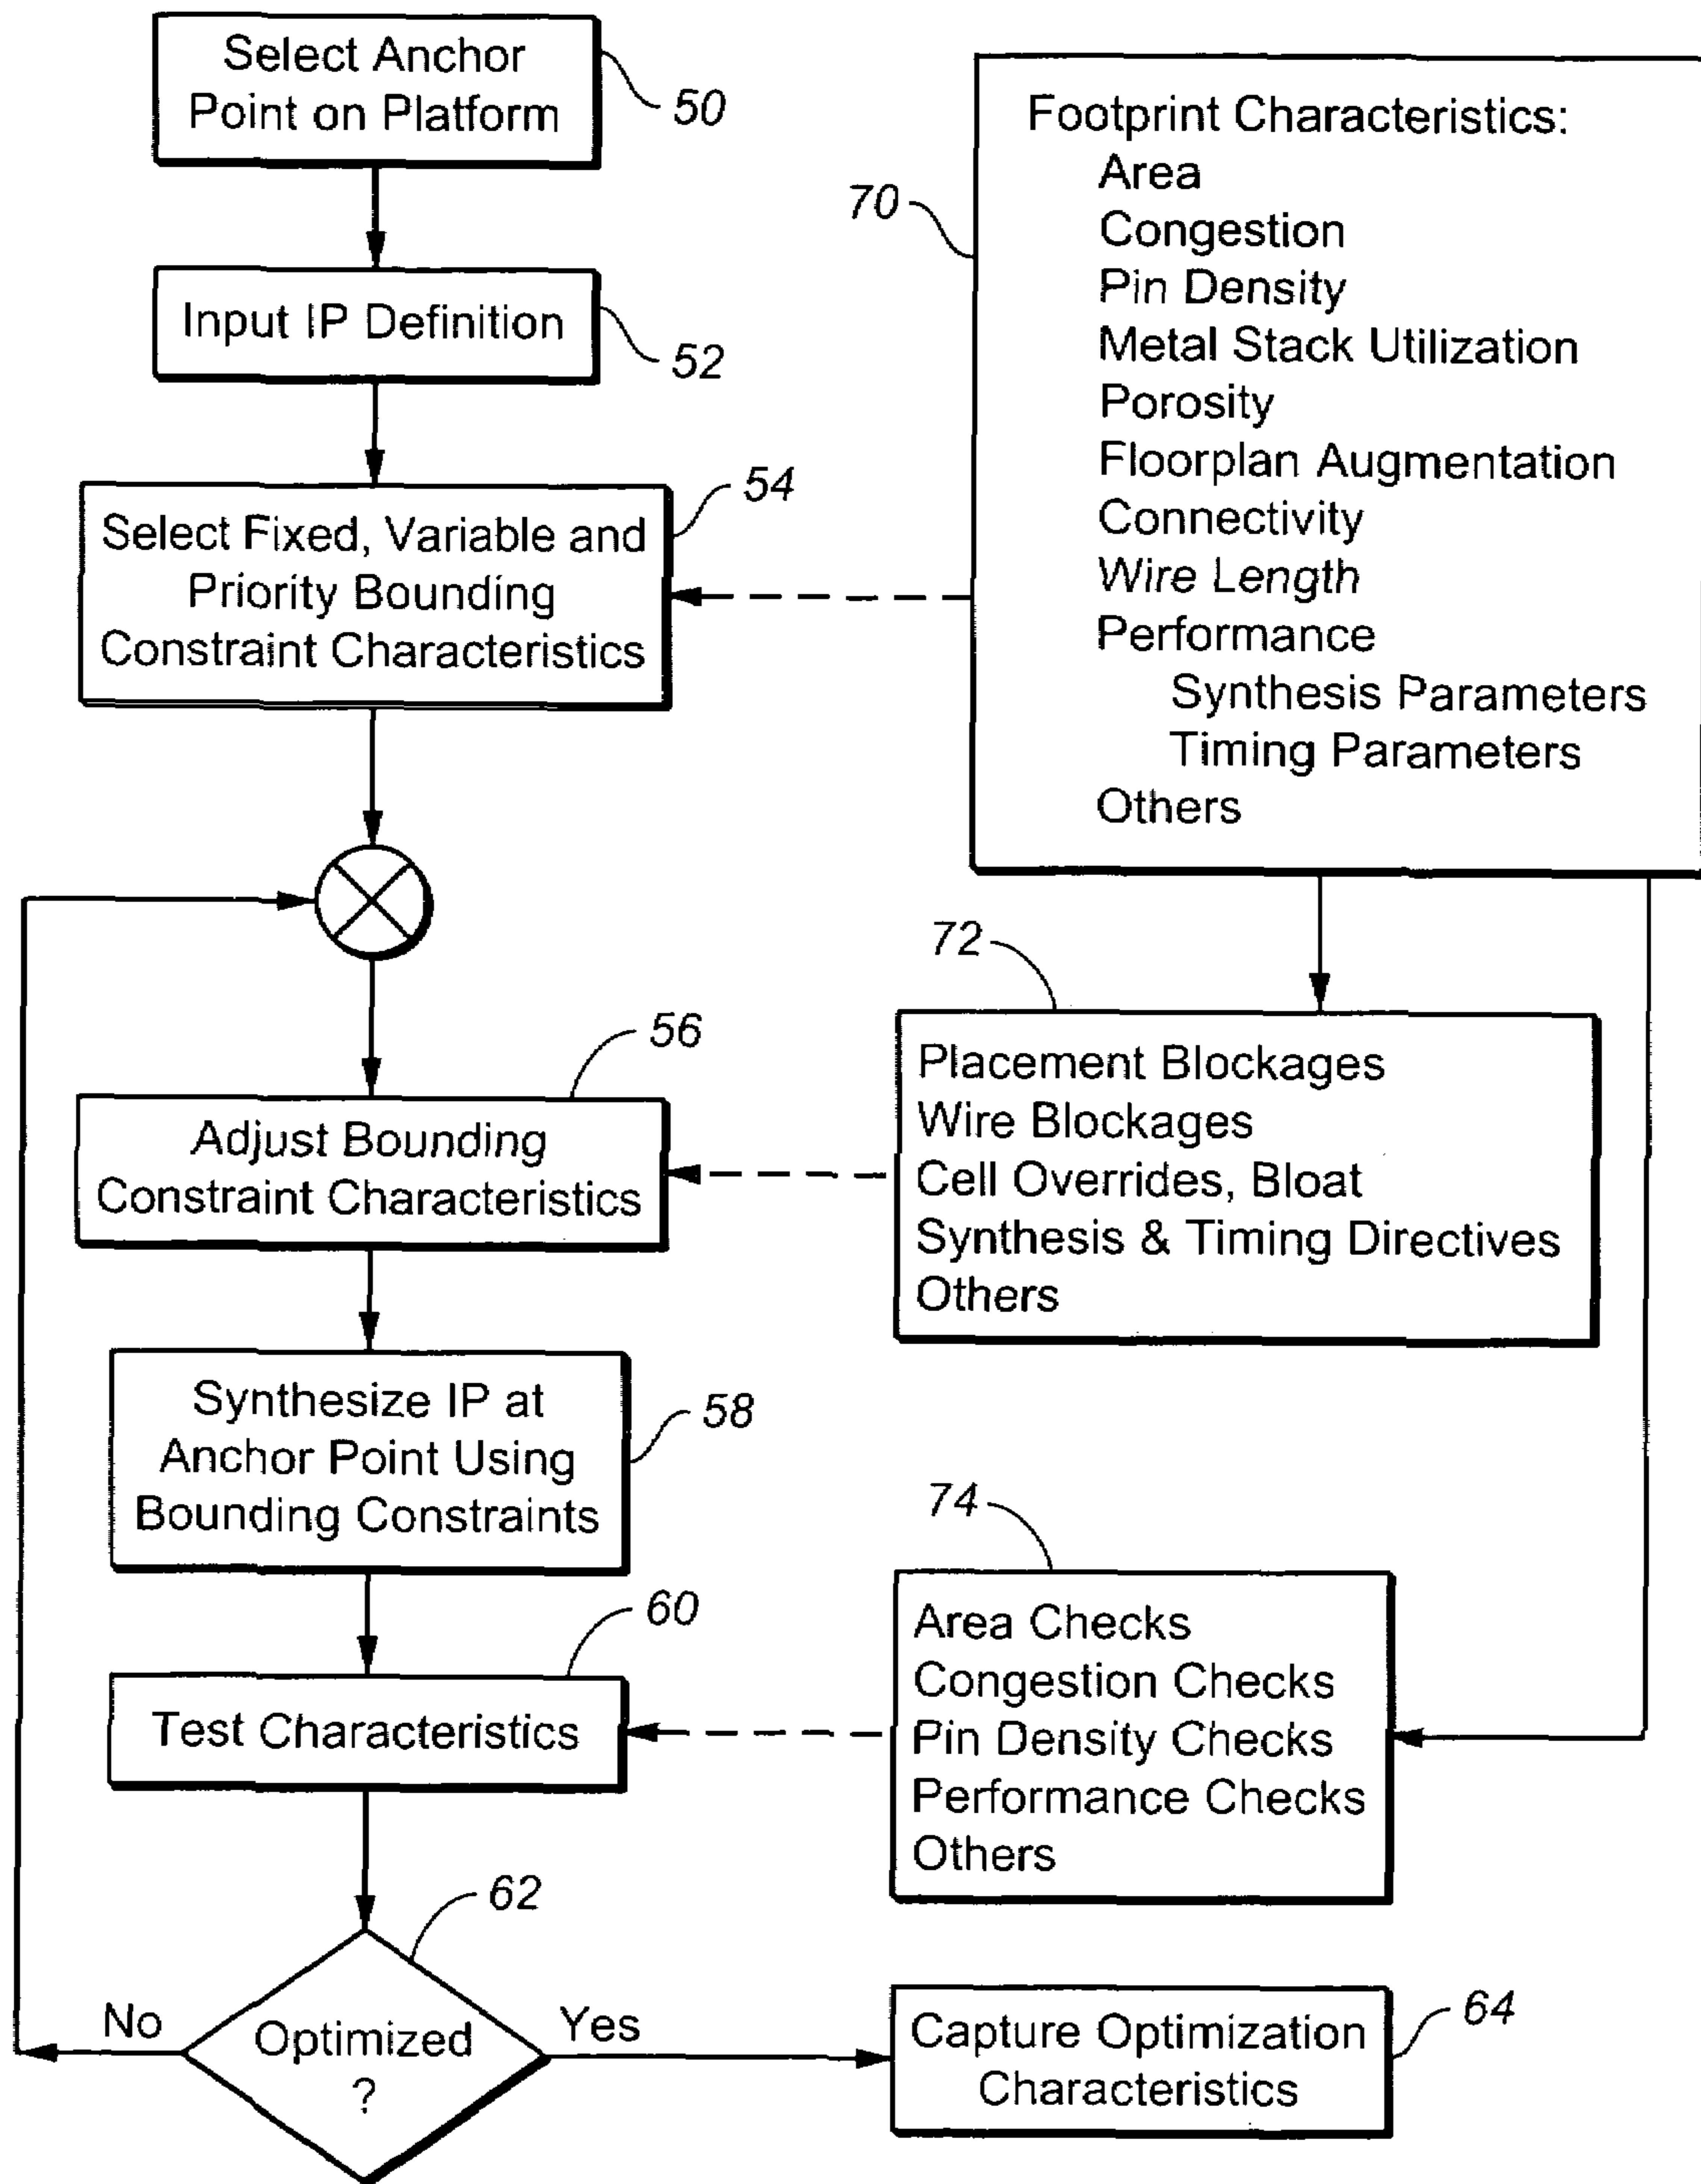 Select Anchor
Point on Platform
50
Input IP Definition
52
Select Fixed, Variable and
Priority Bounding
Constraint Characteristics
54
Footprint Characteristics:
Area
Congestion
Pin Density
Metal Stack Utilization
Porosity
Floorplan Augmentation
Connectivity
Wire Length
Performance
Synthesis Parameters
Timing Parameters
Others
70
72
Placement Blockages
Wire Blockages
Cell Overrides, Bloat
Synthesis & Timing Directives
Others
56
Adjust Bounding
Constraint Characteristics
Synthesize IP at
Anchor Point Using
Bounding Constraints
58
74
Area Checks
Congestion Checks
Pin Density Checks
Performance Checks
Others
60
Test Characteristics
62
No
Optimized
?
Yes
Capture Optimization
Characteristics
64